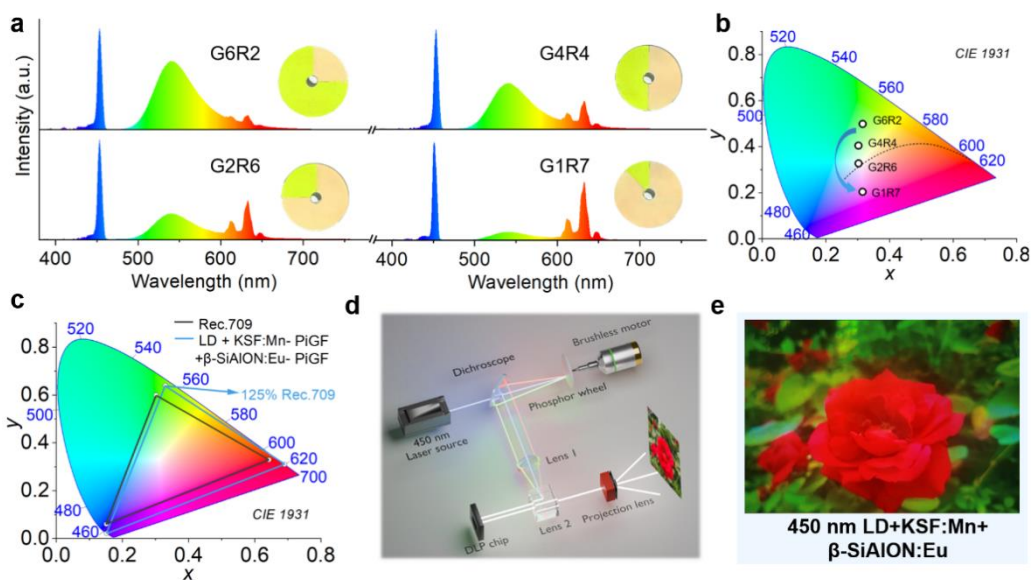 a
Intensity (a.u.)
G6R2
G4R4
G2R6
G1R7
400 500 600 700 400 500 600 700
Wavelength (nm) Wavelength (nm)
b
CIE 1931
y
0.8
0.6
0.4
0.2
0.0
0.0 0.2 0.4 0.6 0.8
x
520
540
560
500
580
600
620
480
460
G6R2
G4R4
G2R6
G1R7
c
Rec.709
LD + KSF:Mn- PiGF
+β-SiAlON:Eu- PiGF
125% Rec.709
y
0.8
0.6
0.4
0.2
0.0
0.0 0.2 0.4 0.6 0.8
x
520
540
560
500
580
600
620
700
480
460
CIE 1931
d
Brushless motor
Dichroscope
Phosphor wheel
450 nm
Laser source
Lens 1
Lens 2
Projection lens
DLP chip
e
450 nm LD+KSF:Mn+
β-SiAlON:Eu